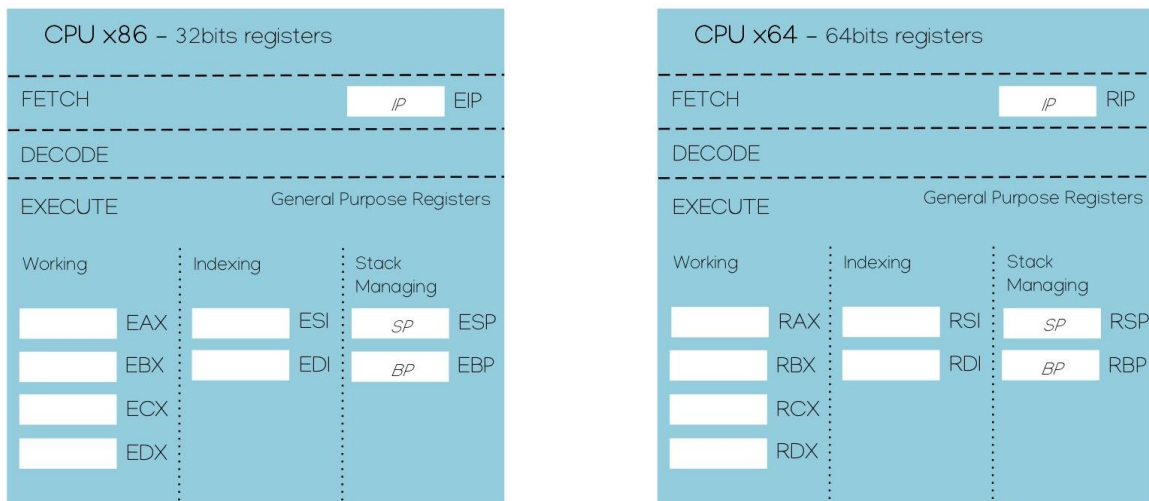 CPU x86 - 32bits registers
FETCH IP EIP
DECODE
EXECUTE General Purpose Registers
Working Indexing Stack
Managing
EAX ESI SP ESP
EBX EDI BP EBP
ECX
EDX
CPU x64 - 64bits registers
FETCH IP RIP
DECODE
EXECUTE General Purpose Registers
Working Indexing Stack
Managing
RAX RSI SP RSP
RBX RDI BP RBP
RCX
RDX